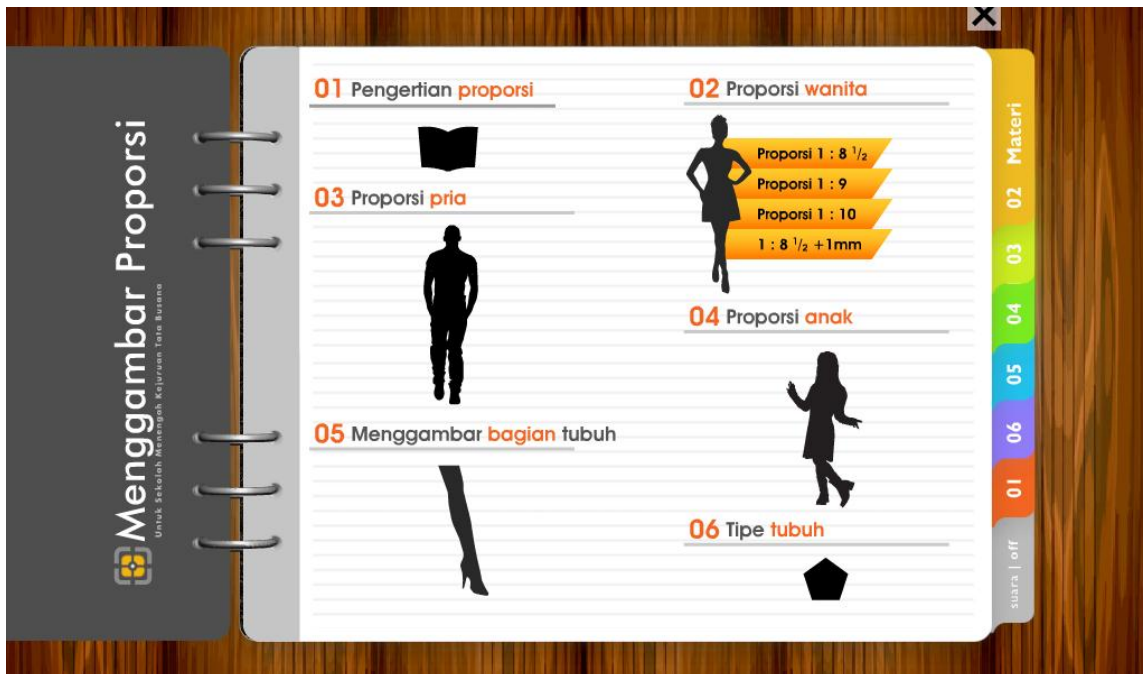 Menggambar Proporsi
Untuk Sekolah Menengah Kejuruan Tata Busana
01 Pengertian proporsi
02 Proporsi wanita
Proporsi 1 : 8 1/2
Proporsi 1 : 9
Proporsi 1 : 10
1 : 8 1/2 +1mm
03 Proporsi pria
04 Proporsi anak
05 Menggambar bagian tubuh
06 Tipe tubuh
X
02 Materi
03
04
05
06
01
suara | off